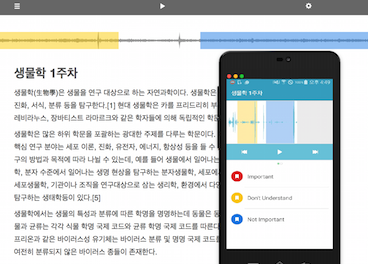 생물학 1주차
생물학(生物學)은 생물을 연구 대상으로 하는 자연과학이다. 생물학은
진화, 서식, 분류 등을 탐구한다.[1] 현대 생물학은 카를 프리드리히 부
레비라누스, 장바티스트 라마르크와 같은 학자들에 의해 독립적인 학문
생물학은 많은 하위 학문을 포괄하는 광대한 주제를 다루는 학문이다.
핵심 연구 분야는 세포 이론, 진화, 유전자, 에너지, 항상성 등을 들 수
구의 방법과 목적에 따라 나뉠 수 있는데, 예를 들어 생물에서 일어나는
학, 분자 수준에서 일어나는 생명 현상을 탐구하는 분자생물학, 세포에
세포생물학, 기관이나 조직을 연구대상으로 삼는 생리학, 환경에서 다양
탐구하는 생태학등이 있다.[5]
생물학에서는 생물의 특성과 분류에 따른 학명을 명명하는데 동물은 동
물과 균류는 각각 국제 학명 국제 코드와 균류 학명 국제 코드를 따른다
프리온과 같은 바이러스성 유기체는 바이러스 분류 및 명명 국제 코드를
여전히 분류되지 않은 바이러스 종들이 존재한다.
생물학 1주차
Important
Don't Understand
Not Important